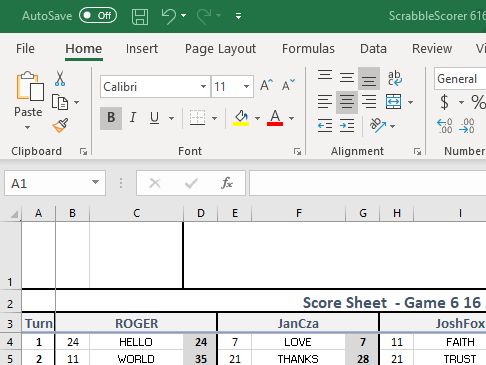 AutoSave Off ScrabbleScorer 616
File Home Insert Page Layout Formulas Data Review Vi
Calibri 11 A A ab General
Paste B I U A $ %
Clipboard Font Alignment Number
A1 fx
A B C D E F G H I
1
2 Score Sheet - Game 6 16
3 Turn ROGER JanCza JoshFox
4 1 24 HELLO 24 7 LOVE 7 11 FAITH
5 2 11 WORLD 35 21 THANKS 28 21 TRUST